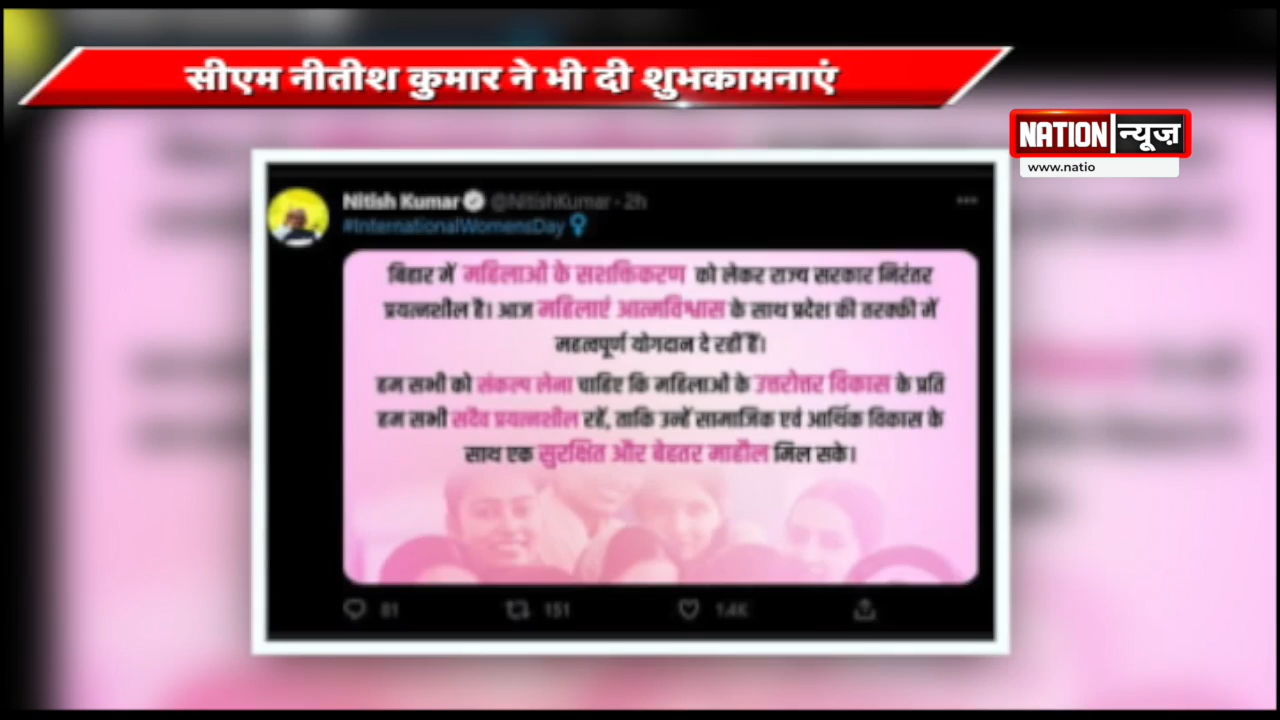 सीएम नीतीश कुमार ने भी दी शुभकामनाएं
NATION न्यूज़
www.natio
Nitish Kumar @NitishKumar · 2h
#InternationalWomensDay
बिहार में महिलाओं के सशक्तिकरण को लेकर राज्य सरकार निरंतर
प्रयत्नशील है। आज महिलाएं आत्मविश्वास के साथ प्रदेश की तरक्की में
महत्वपूर्ण योगदान दे रहीं हैं।
हम सभी को संकल्प लेना चाहिए कि महिलाओं के उत्तरोत्तर विकास के प्रति
हम सभी सदैव प्रयत्नशील रहें, ताकि उन्हें सामाजिक एवं आर्थिक विकास के
साथ एक सुरक्षित और बेहतर माहौल मिल सके।
81 151 1.4K